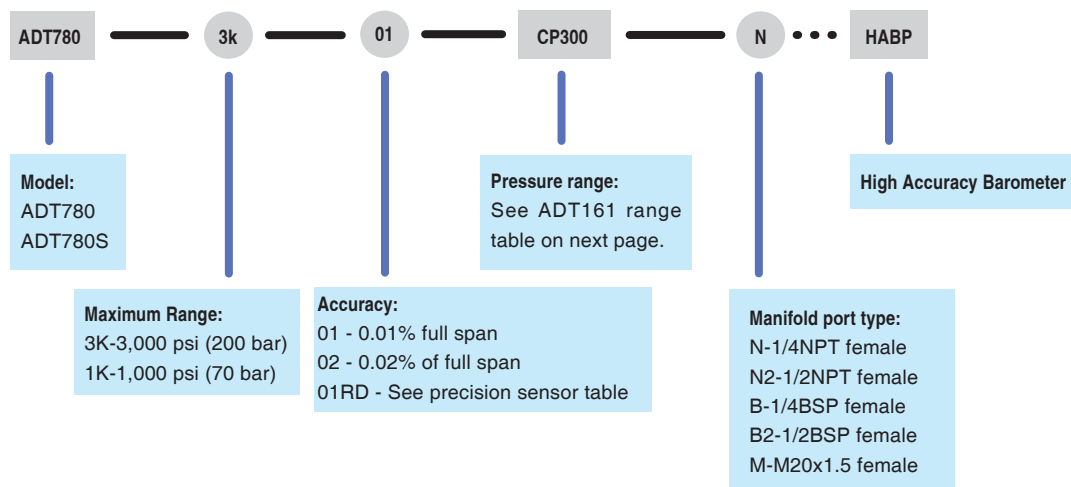 ADT780 3k 01 CP300 N HABP
Model:
ADT780
ADT780S
Pressure range:
See ADT161 range
table on next page.
High Accuracy Barometer
Maximum Range:
3K-3,000 psi (200 bar)
1K-1,000 psi (70 bar)
Accuracy:
01 - 0.01% full span
02 - 0.02% of full span
01RD - See precision sensor table
Manifold port type:
N-1/4NPT female
N2-1/2NPT female
B-1/4BSP female
B2-1/2BSP female
M-M20x1.5 female